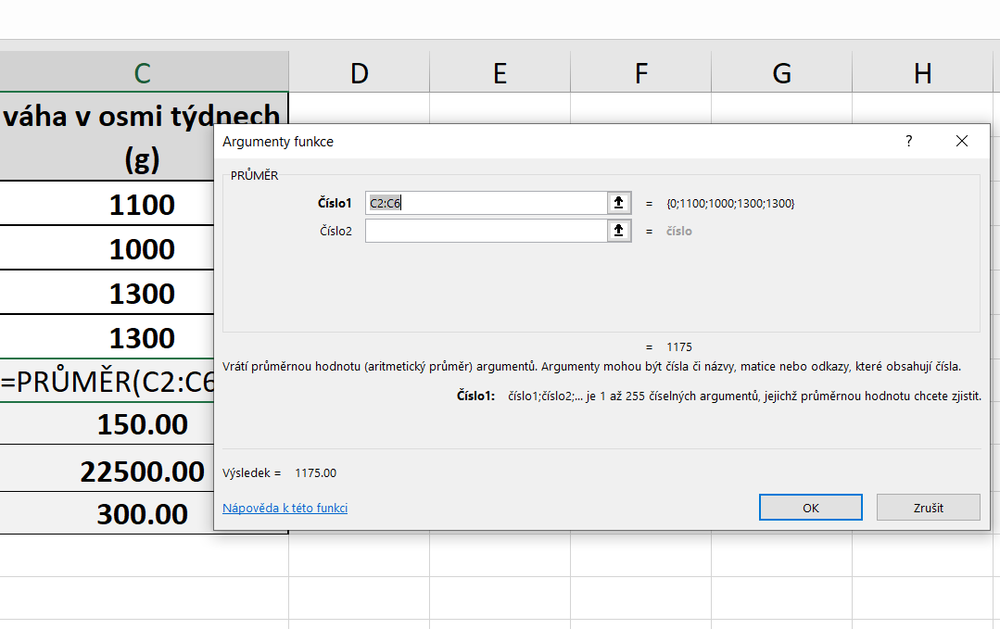 C D E F G H
váha v osmi týdnech
(g)
1100
1000
1300
1300
=PRŮMĚR(C2:C6
150.00
22500.00
300.00
Argumenty funkce ?
PRŮMĚR
Číslo1 C2:C6 = {0;1100;1000;1300;1300}
Číslo2 = číslo
= 1175
Vrátí průměrnou hodnotu (aritmetický průměr) argumentů. Argumenty mohou být čísla či názvy, matice nebo odkazy, které obsahují čísla.
Číslo1: číslo1;číslo2;... je 1 až 255 číselných argumentů, jejichž průměrnou hodnotu chcete zjistit.
Výsledek = 1175.00
Nápověda k této funkci OK Zrušit